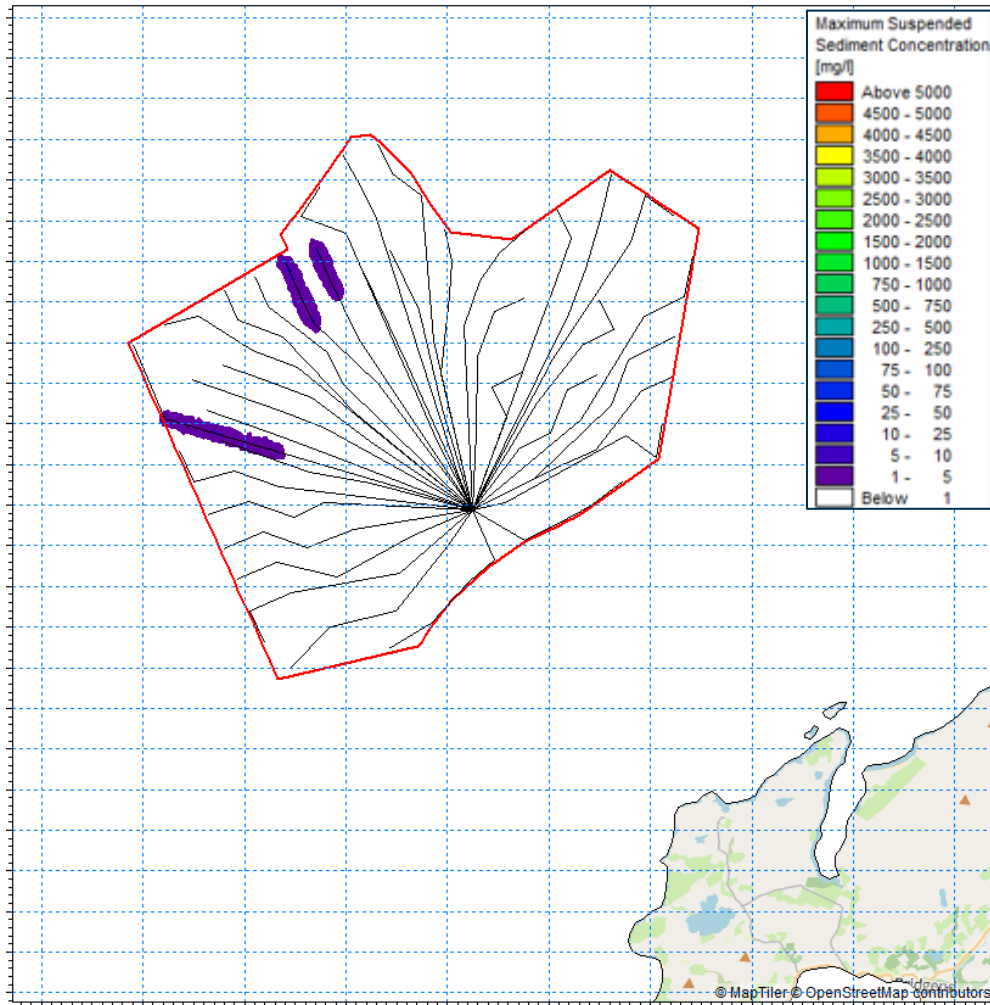 Maximum Suspended
Sediment Concentration
[mg/l]
Above 5000
4500 - 5000
4000 - 4500
3500 - 4000
3000 - 3500
2500 - 3000
2000 - 2500
1500 - 2000
1000 - 1500
750 - 1000
500 - 750
250 - 500
100 - 250
75 - 100
50 - 75
25 - 50
10 - 25
5 - 10
1 - 5
Below 1
© MapTiler © OpenStreetMap contributors